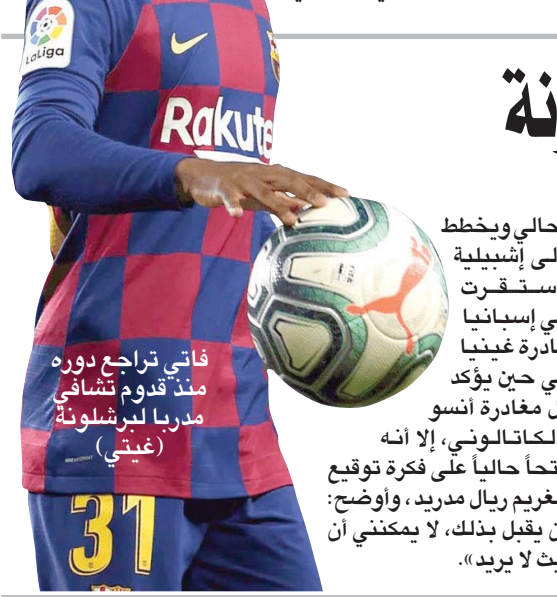 LaLiga
Rakute
نة
حالي ويخطط
لى إشبيلية
ستقرت
ي إسبانيا
ادرة غينيا
ي حين يؤكد
ل مغادرة أنسو
لكاتالوني، إلا أنه
تحاً حالياً على فكرة توقيع
غريم ريال مدريد، وأوضح:
ن يقبل بذلك، لا يمكنني أن
يث لا يريد».
فاتي تراجع دوره
منذ قدوم تشافي
مدربا لبرشلونة
(غيتي)
31